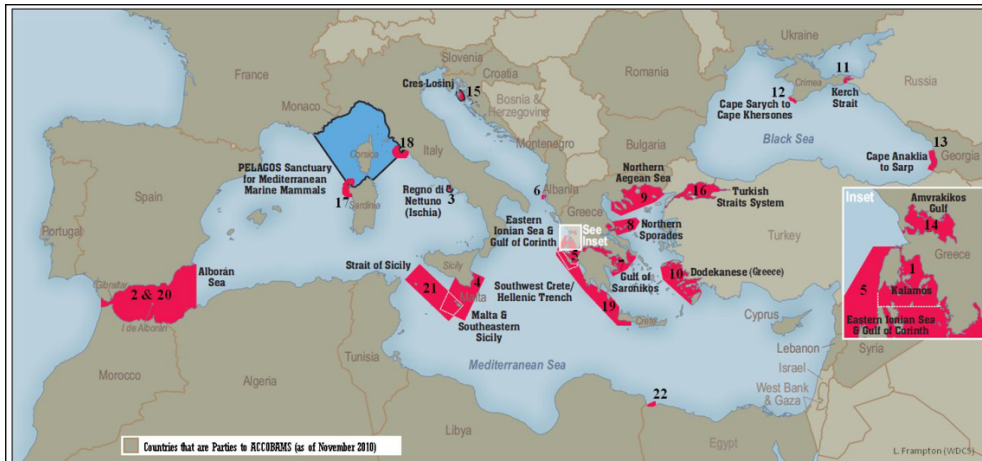 Ukraine
11
Slovenia
Croatia
Romania
Crimea
Russia
France
Cres-Lošinj
15
12
Kerch
Strait
Bosnia &
Herzegovina
Cape Sarych to
Cape Khersones
Monaco
Black Sea
13
18
Italy
Montenegro
Bulgaria
Cape Anaklia
to Sarp
Georgia
Corsica
PELAGOS Sanctuary
for Mediterranean
Marine Mammals
Northern
Aegean Sea
Spain
Regno di
Nettuno
(Ischia)
3
6
Albania
9
16
Turkish
Straits System
Inset
Amvrakikos
Gulf
17
Sardinia
Greece
14
Portugal
Eastern
Ionian Sea &
Gulf of Corinth
See
Inset
8
Northern
Sporades
Turkey
Greece
Strait of Sicily
Sicily
5
7
Gulf of
Saronikos
10
Dodekanese (Greece)
1
Kalamos
5
Alborán
Sea
Gibraltar
2 & 20
21
4
Malta
Southwest Crete/
Hellenic Trench
19
Crete
Cyprus
Eastern Ionian Sea
& Gulf of Corinth
I de Alborán
Malta &
Southeastern
Sicily
Lebanon
Syria
Tunisia
Mediterranean Sea
Israel
Morocco
Algeria
22
West Bank
& Gaza
Libya
Egypt
Countries that are Parties to ACCOBAMS (as of November 2010)
L. Frampton (WDCS)